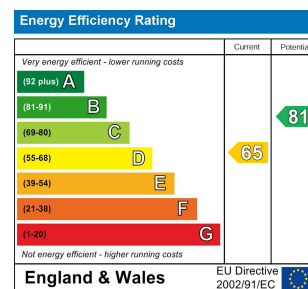 Energy Efficiency Rating
Current Potentia
Very energy efficient - lower running costs
(92 plus) A
(81-91) B
81
(69-80) C
(55-68) D
65
(39-54) E
(21-38) F
(1-20) G
Not energy efficient - higher running costs
England & Wales
EU Directive
2002/91/EC